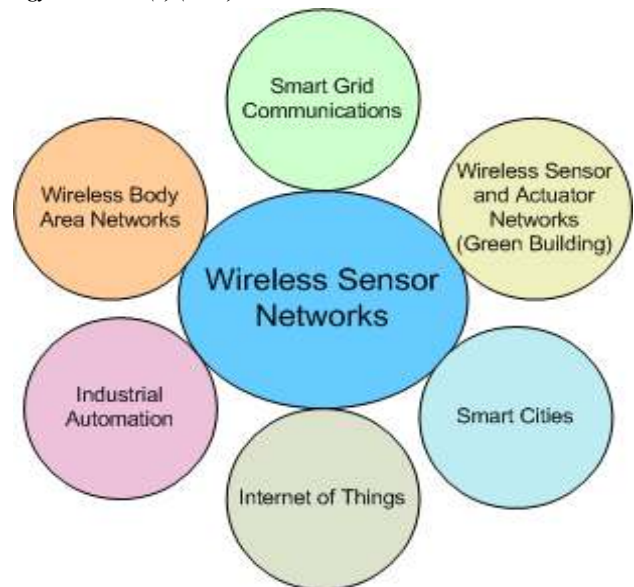 Smart Grid
Communications
Wireless Body
Area Networks
Wireless Sensor
and Actuator
Networks
(Green Building)
Wireless Sensor
Networks
Industrial
Automation
Smart Cities
Internet of Things